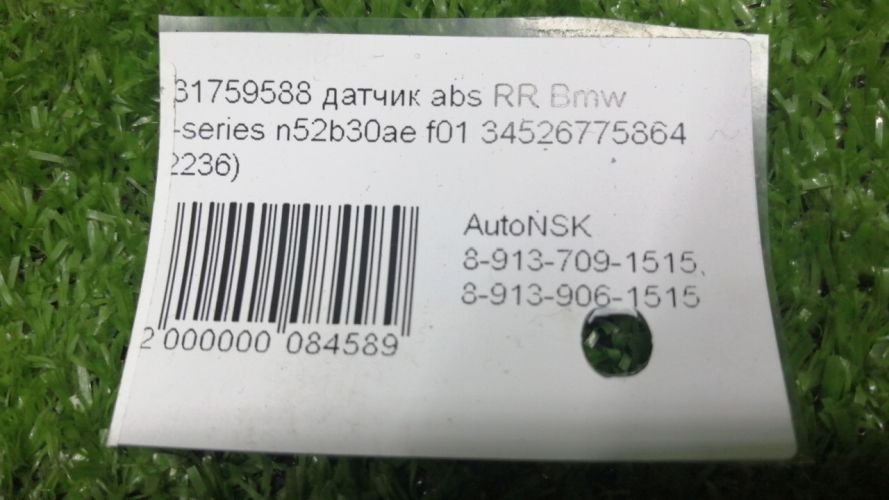 31759588 датчик abs RR Bmw
-series n52b30ae f01 34526775864
2236)
AutoNSK
8-913-709-1515,
8-913-906-1515
2 000000 084589